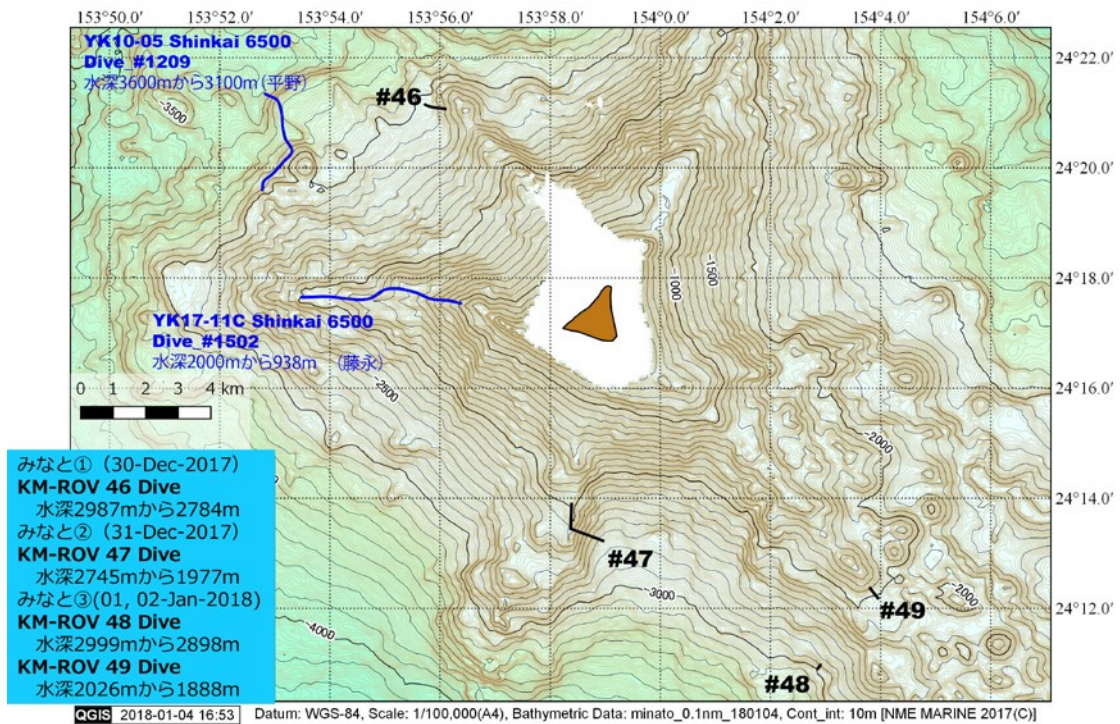 153°50.0' 153°52.0' 153°54.0' 153°56.0' 153°58.0' 154°0.0' 154°2.0' 154°4.0' 154°6.0'
YK10-05 Shinkai 6500
Dive_#1209
水深3600mから3100m(平野)
-3500
#46
24°22.0'
24°20.0'
24°18.0'
-1000
-1500
YK17-11C Shinkai 6500
Dive_#1502
水深2000mから938m (藤永)
0 1 2 3 4 km
24°16.0'
-2500
-2000
みなと① (30-Dec-2017)
KM-ROV 46 Dive
水深2987mから2784m
みなと② (31-Dec-2017)
KM-ROV 47 Dive
水深2745mから1977m
みなと③(01, 02-Jan-2018)
KM-ROV 48 Dive
水深2999mから2898m
KM-ROV 49 Dive
水深2026mから1888m
24°14.0'
#47
-3000
-2000
#49
24°12.0'
-4000
#48
QGIS 2018-01-04 16:53 Datum: WGS-84, Scale: 1/100,000(A4), Bathymetric Data: minato_0.1nm_180104, Cont_int: 10m [NME MARINE 2017(C)]